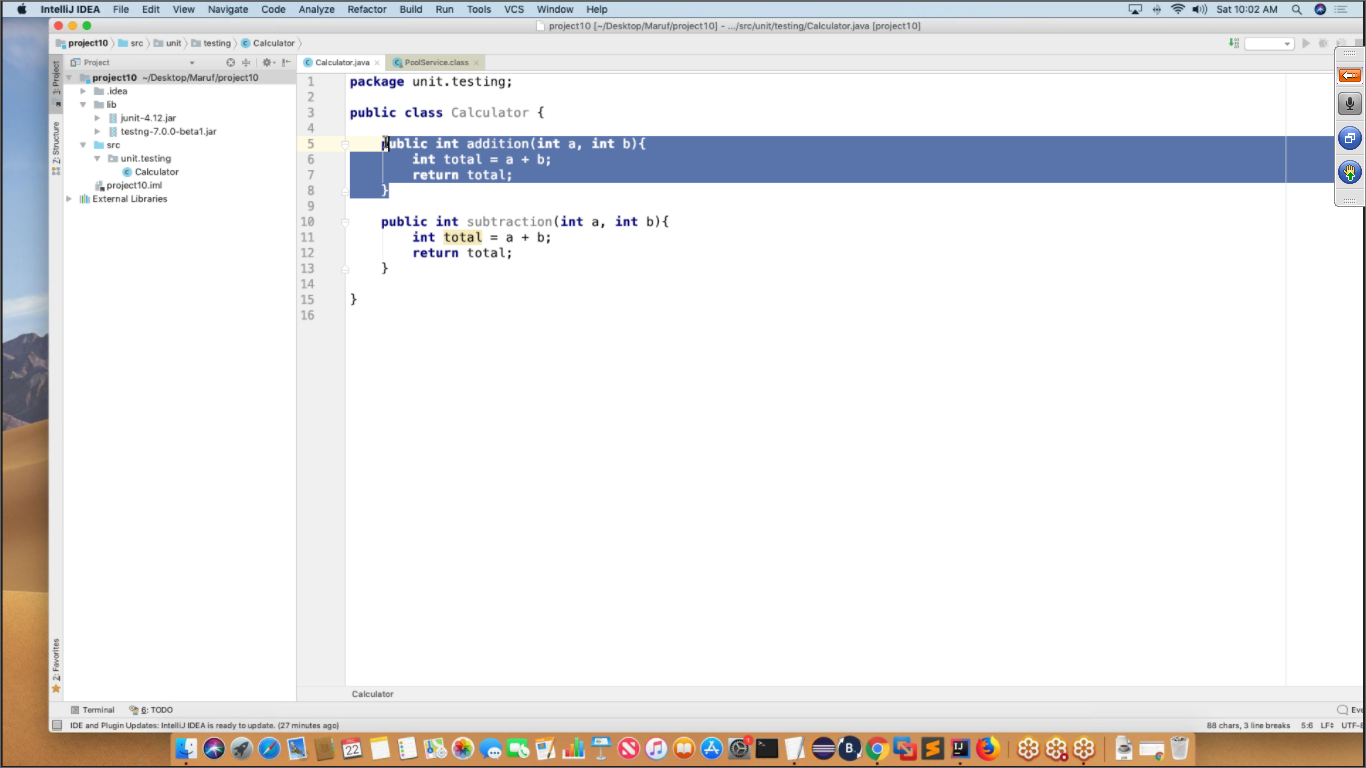 IntelliJ IDEA File Edit View Navigate Code Analyze Refactor Build Run Tools VCS Window Help Sat 10:02 AM
project10 [~/Desktop/Maruf/project10] - .../src/unit/testing/Calculator.java [project10]
project10 src unit testing Calculator
Project
Calculator.java PoolService.class
1: Project
project10 ~/Desktop/Maruf/project10
.idea
lib
junit-4.12.jar
testng-7.0.0-beta1.jar
src
unit.testing
Calculator
project10.iml
External Libraries
Z: Structure
2: Favorites
1 package unit.testing;
2
3 public class Calculator {
4
5 public int addition(int a, int b){
6 int total = a + b;
7 return total;
8 }
9
10 public int subtraction(int a, int b){
11 int total = a + b;
12 return total;
13 }
14
15 }
16
Calculator
Terminal 6: TODO Eve
IDE and Plugin Updates: IntelliJ IDEA is ready to update. (27 minutes ago) 88 chars, 3 line breaks 5:6 LF÷ UTF-8
22 B. IJ